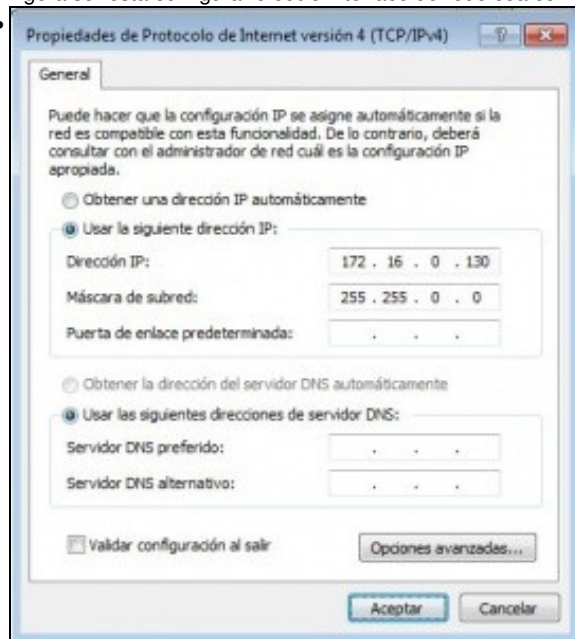 Propiedades de Protocolo de Internet versión 4 (TCP/IPv4)
General
Puede hacer que la configuración IP se asigne automáticamente si la
red es compatible con esta funcionalidad. De lo contrario, deberá
consultar con el administrador de red cuál es la configuración IP
apropiada.
Obtener una dirección IP automáticamente
Usar la siguiente dirección IP:
Dirección IP: 172 . 16 . 0 . 130
Máscara de subred: 255 . 255 . 0 . 0
Puerta de enlace predeterminada: . . .
Obtener la dirección del servidor DNS automáticamente
Usar las siguientes direcciones de servidor DNS:
Servidor DNS preferido: . . .
Servidor DNS alternativo: . . .
Validar configuración al salir
Opciones avanzadas...
Aceptar Cancelar